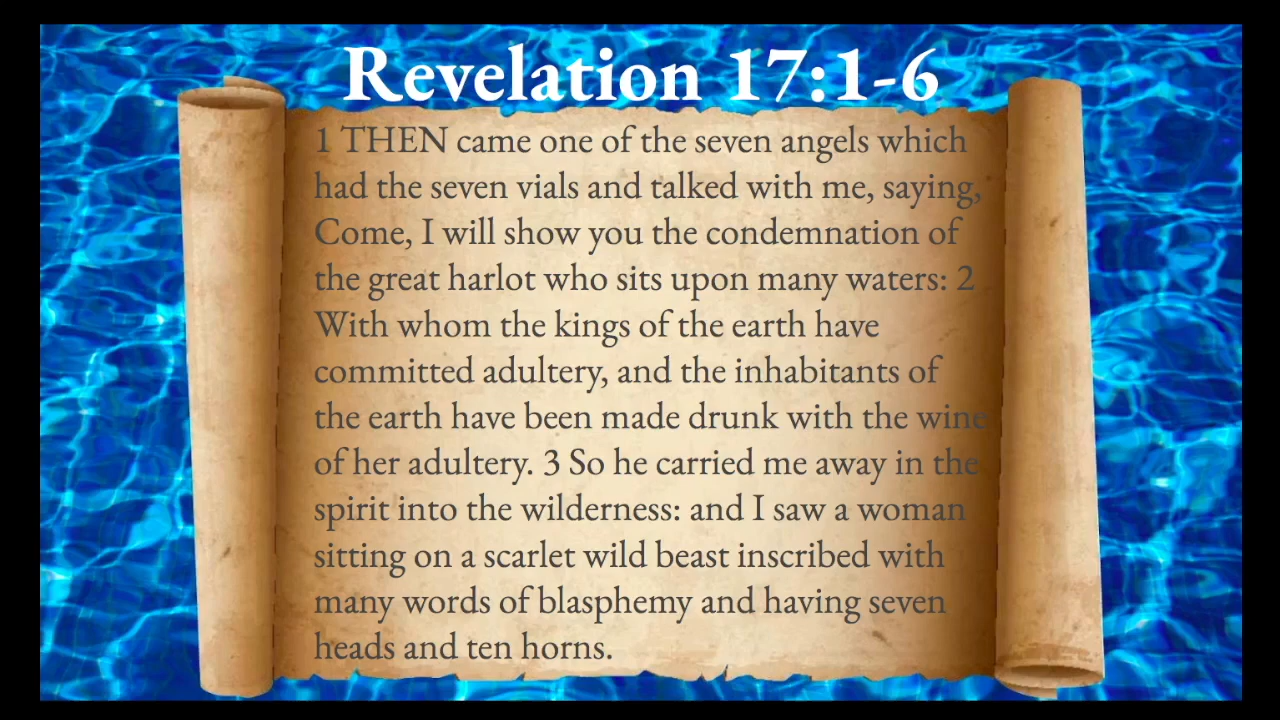 Revelation 17:1-6
1 THEN came one of the seven angels which
had the seven vials and talked with me, saying,
Come, I will show you the condemnation of
the great harlot who sits upon many waters: 2
With whom the kings of the earth have
committed adultery, and the inhabitants of
the earth have been made drunk with the wine
of her adultery. 3 So he carried me away in the
spirit into the wilderness: and I saw a woman
sitting on a scarlet wild beast inscribed with
many words of blasphemy and having seven
heads and ten horns.